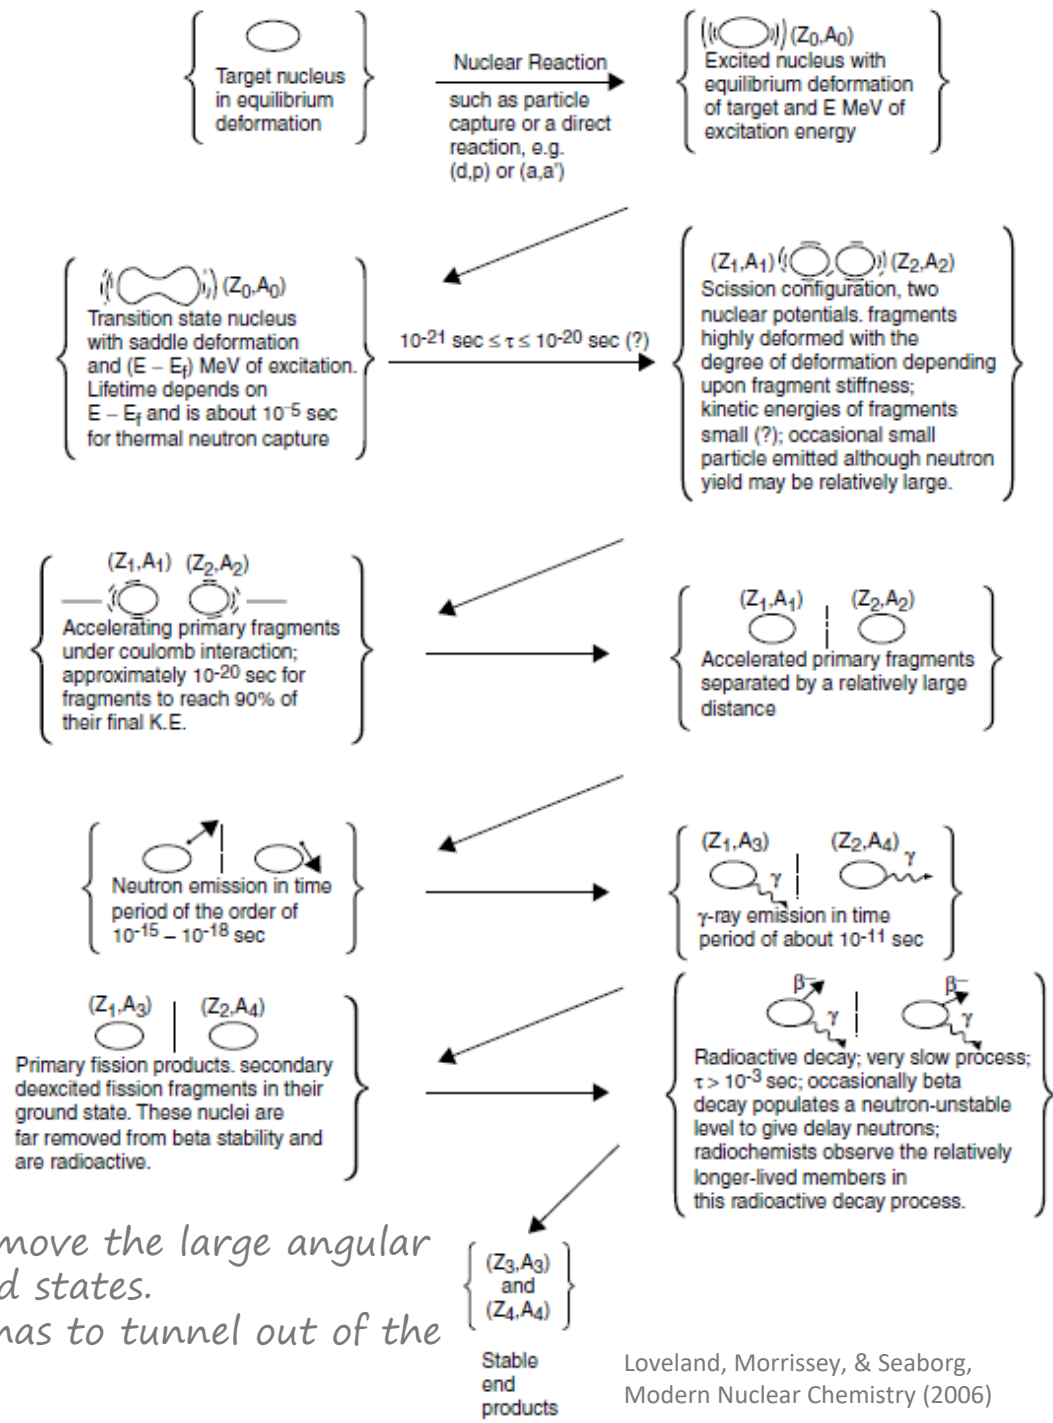 Target nucleus
in equilibrium
deformation
Nuclear Reaction
such as particle
capture or a direct
reaction, e.g.
(d,p) or (a,a')
(Z0,A0)
Excited nucleus with
equilibrium deformation
of target and E MeV of
excitation energy
(Z0,A0)
Transition state nucleus
with saddle deformation
and (E – Ef) MeV of excitation.
Lifetime depends on
E – Ef and is about 10–5 sec
for thermal neutron capture
10-21 sec ≤ τ ≤ 10-20 sec (?)
(Z1,A1) (Z2,A2)
Scission configuration, two
nuclear potentials. fragments
highly deformed with the
degree of deformation depending
upon fragment stiffness;
kinetic energies of fragments
small (?); occasional small
particle emitted although neutron
yield may be relatively large.
(Z1,A1) (Z2,A2)
Accelerating primary fragments
under coulomb interaction;
approximately 10-20 sec for
fragments to reach 90% of
their final K.E.
(Z1,A1) (Z2,A2)
Accelerated primary fragments
separated by a relatively large
distance
Neutron emission in time
period of the order of
10-15 – 10-18 sec
(Z1,A3) (Z2,A4)
γ γ
γ-ray emission in time
period of about 10-11 sec
(Z1,A3) (Z2,A4)
Primary fission products. secondary
deexcited fission fragments in their
ground state. These nuclei are
far removed from beta stability and
are radioactive.
β– β–
γ γ
Radioactive decay; very slow process;
τ > 10-3 sec; occasionally beta
decay populates a neutron-unstable
level to give delay neutrons;
radiochemists observe the relatively
longer-lived members in
this radioactive decay process.
move the large angular
d states.
has to tunnel out of the
(Z3,A3)
and
(Z4,A4)
Stable
end
products
Loveland, Morrissey, & Seaborg,
Modern Nuclear Chemistry (2006)